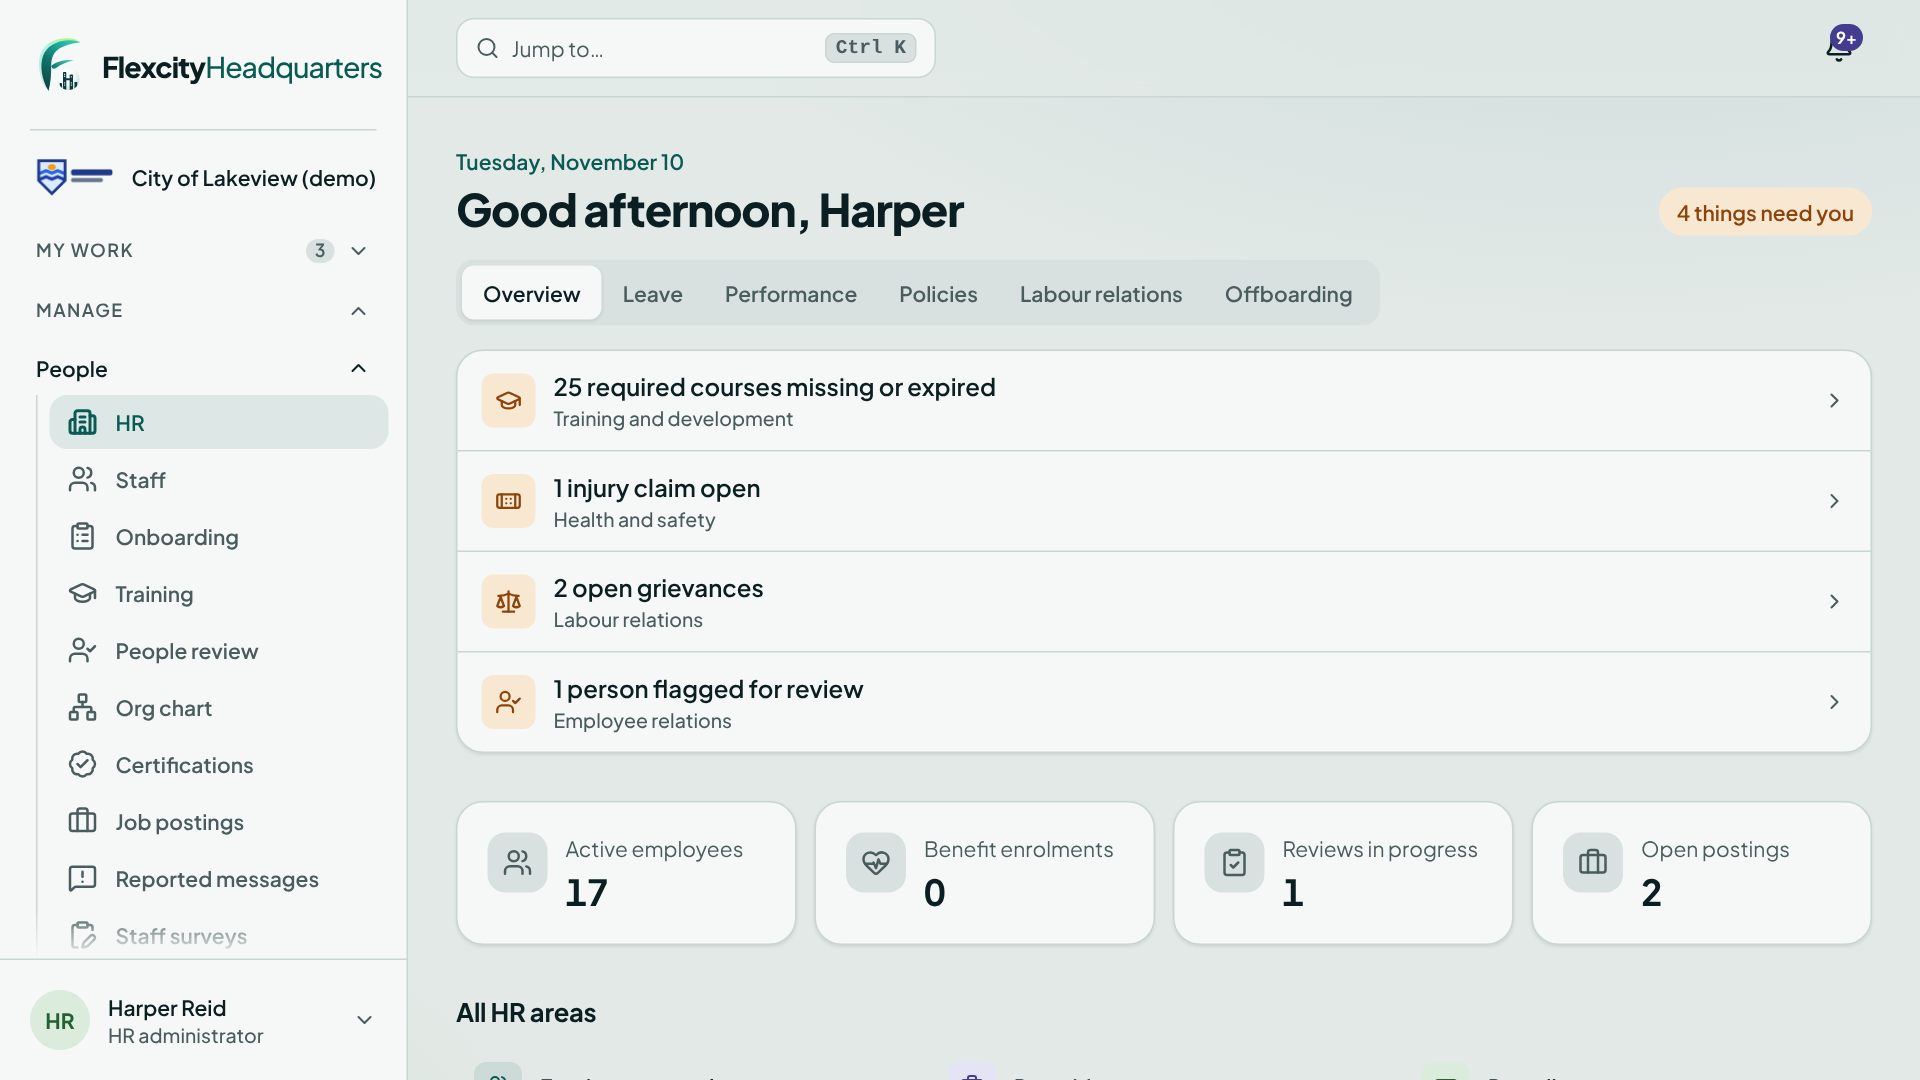 FlexcityHeadquarters
City of Lakeview (demo)
MY WORK 3
MANAGE
People
HR
Staff
Onboarding
Training
People review
Org chart
Certifications
Job postings
Reported messages
Staff surveys
HR
Harper Reid
HR administrator
Jump to...
Ctrl K
9+
Tuesday, November 10
Good afternoon, Harper
4 things need you
Overview Leave Performance Policies Labour relations Offboarding
25 required courses missing or expired
Training and development
1 injury claim open
Health and safety
2 open grievances
Labour relations
1 person flagged for review
Employee relations
Active employees
17
Benefit enrolments
0
Reviews in progress
1
Open postings
2
All HR areas